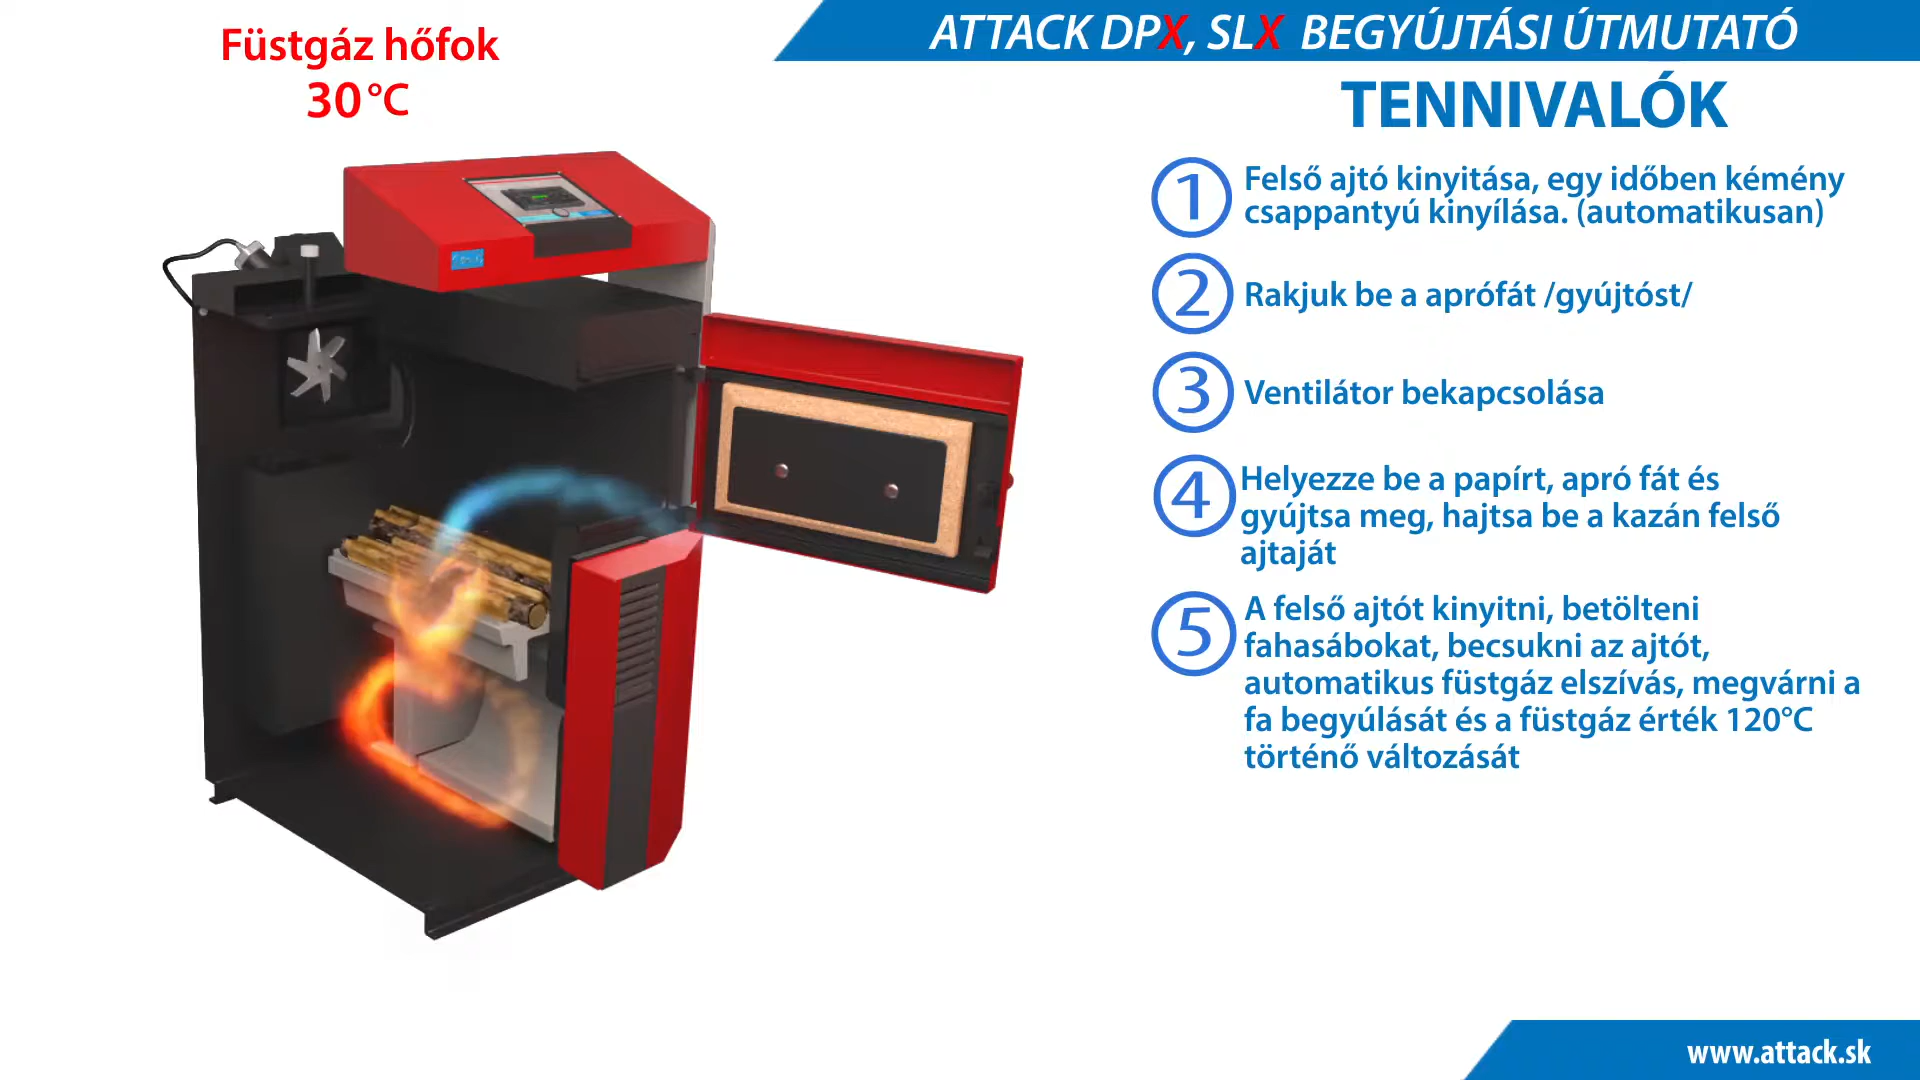 Füstgáz hőfok
30°C
ATTACK DPX, SLX BEGYÚJTÁSI ÚTMUTATÓ
TENNIVALÓK
1 Felső ajtó kinyitása, egy időben kémény
csappantyú kinyílása. (automatikusan)
2 Rakjuk be a aprófát /gyújtóst/
3 Ventilátor bekapcsolása
4 Helyezze be a papírt, apró fát és
gyújtsa meg, hajtsa be a kazán felső
ajtaját
5 A felső ajtót kinyitni, betölteni
fahasábokat, becsukni az ajtót,
automatikus füstgáz elszívás, megvárni a
fa begyúlását és a füstgáz érték 120°C
történő változását
www.attack.sk